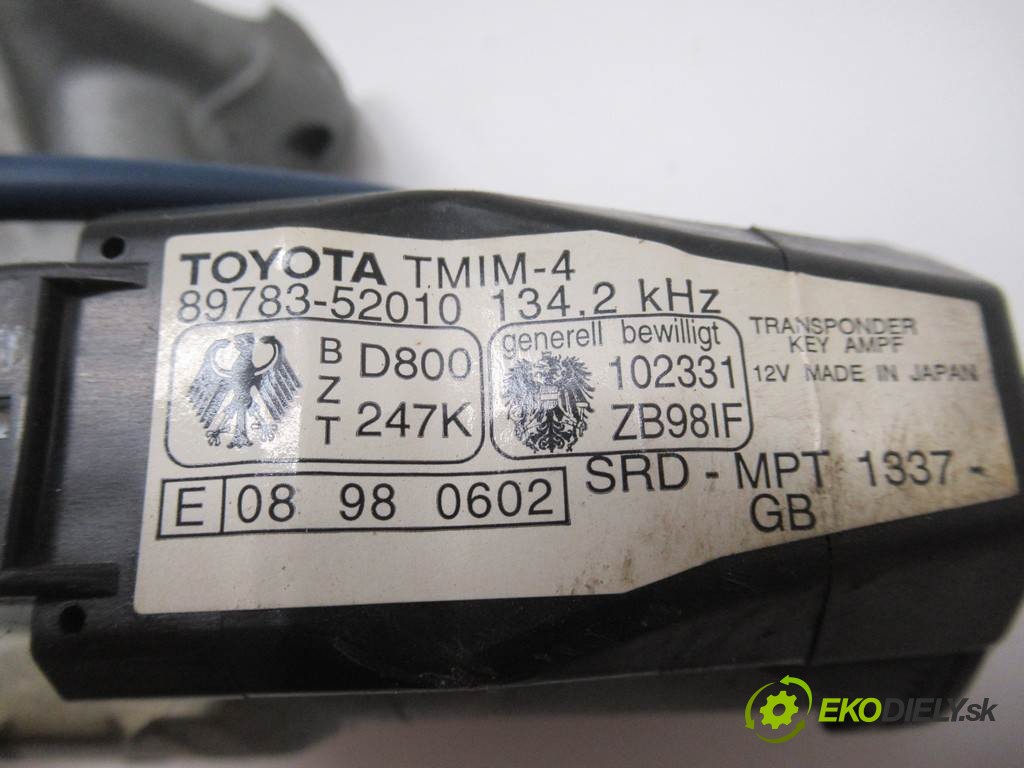 TOYOTA TMIM-4
89783-52010 134.2 kHz
BZT
D800
247K
generell bewilligt
102331
ZB98IF
TRANSPONDER
KEY AMPF
12V MADE IN JAPAN
E 08 98 0602
SRD - MPT 1337 -
GB
EKODIELY.sk